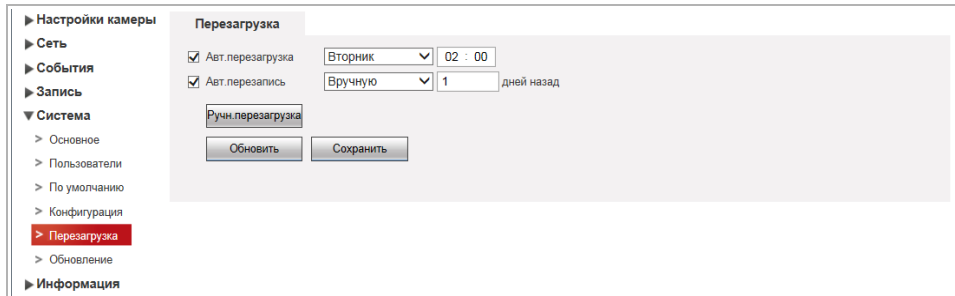 Настройки камеры
Сеть
События
Запись
Система
> Основное
> Пользователи
> По умолчанию
> Конфигурация
> Перезагрузка
> Обновление
Информация
Перезагрузка
Авт.перезагрузка Вторник 02 : 00
Авт.перезапись Вручную 1 дней назад
Ручн.перезагрузка
Обновить Сохранить